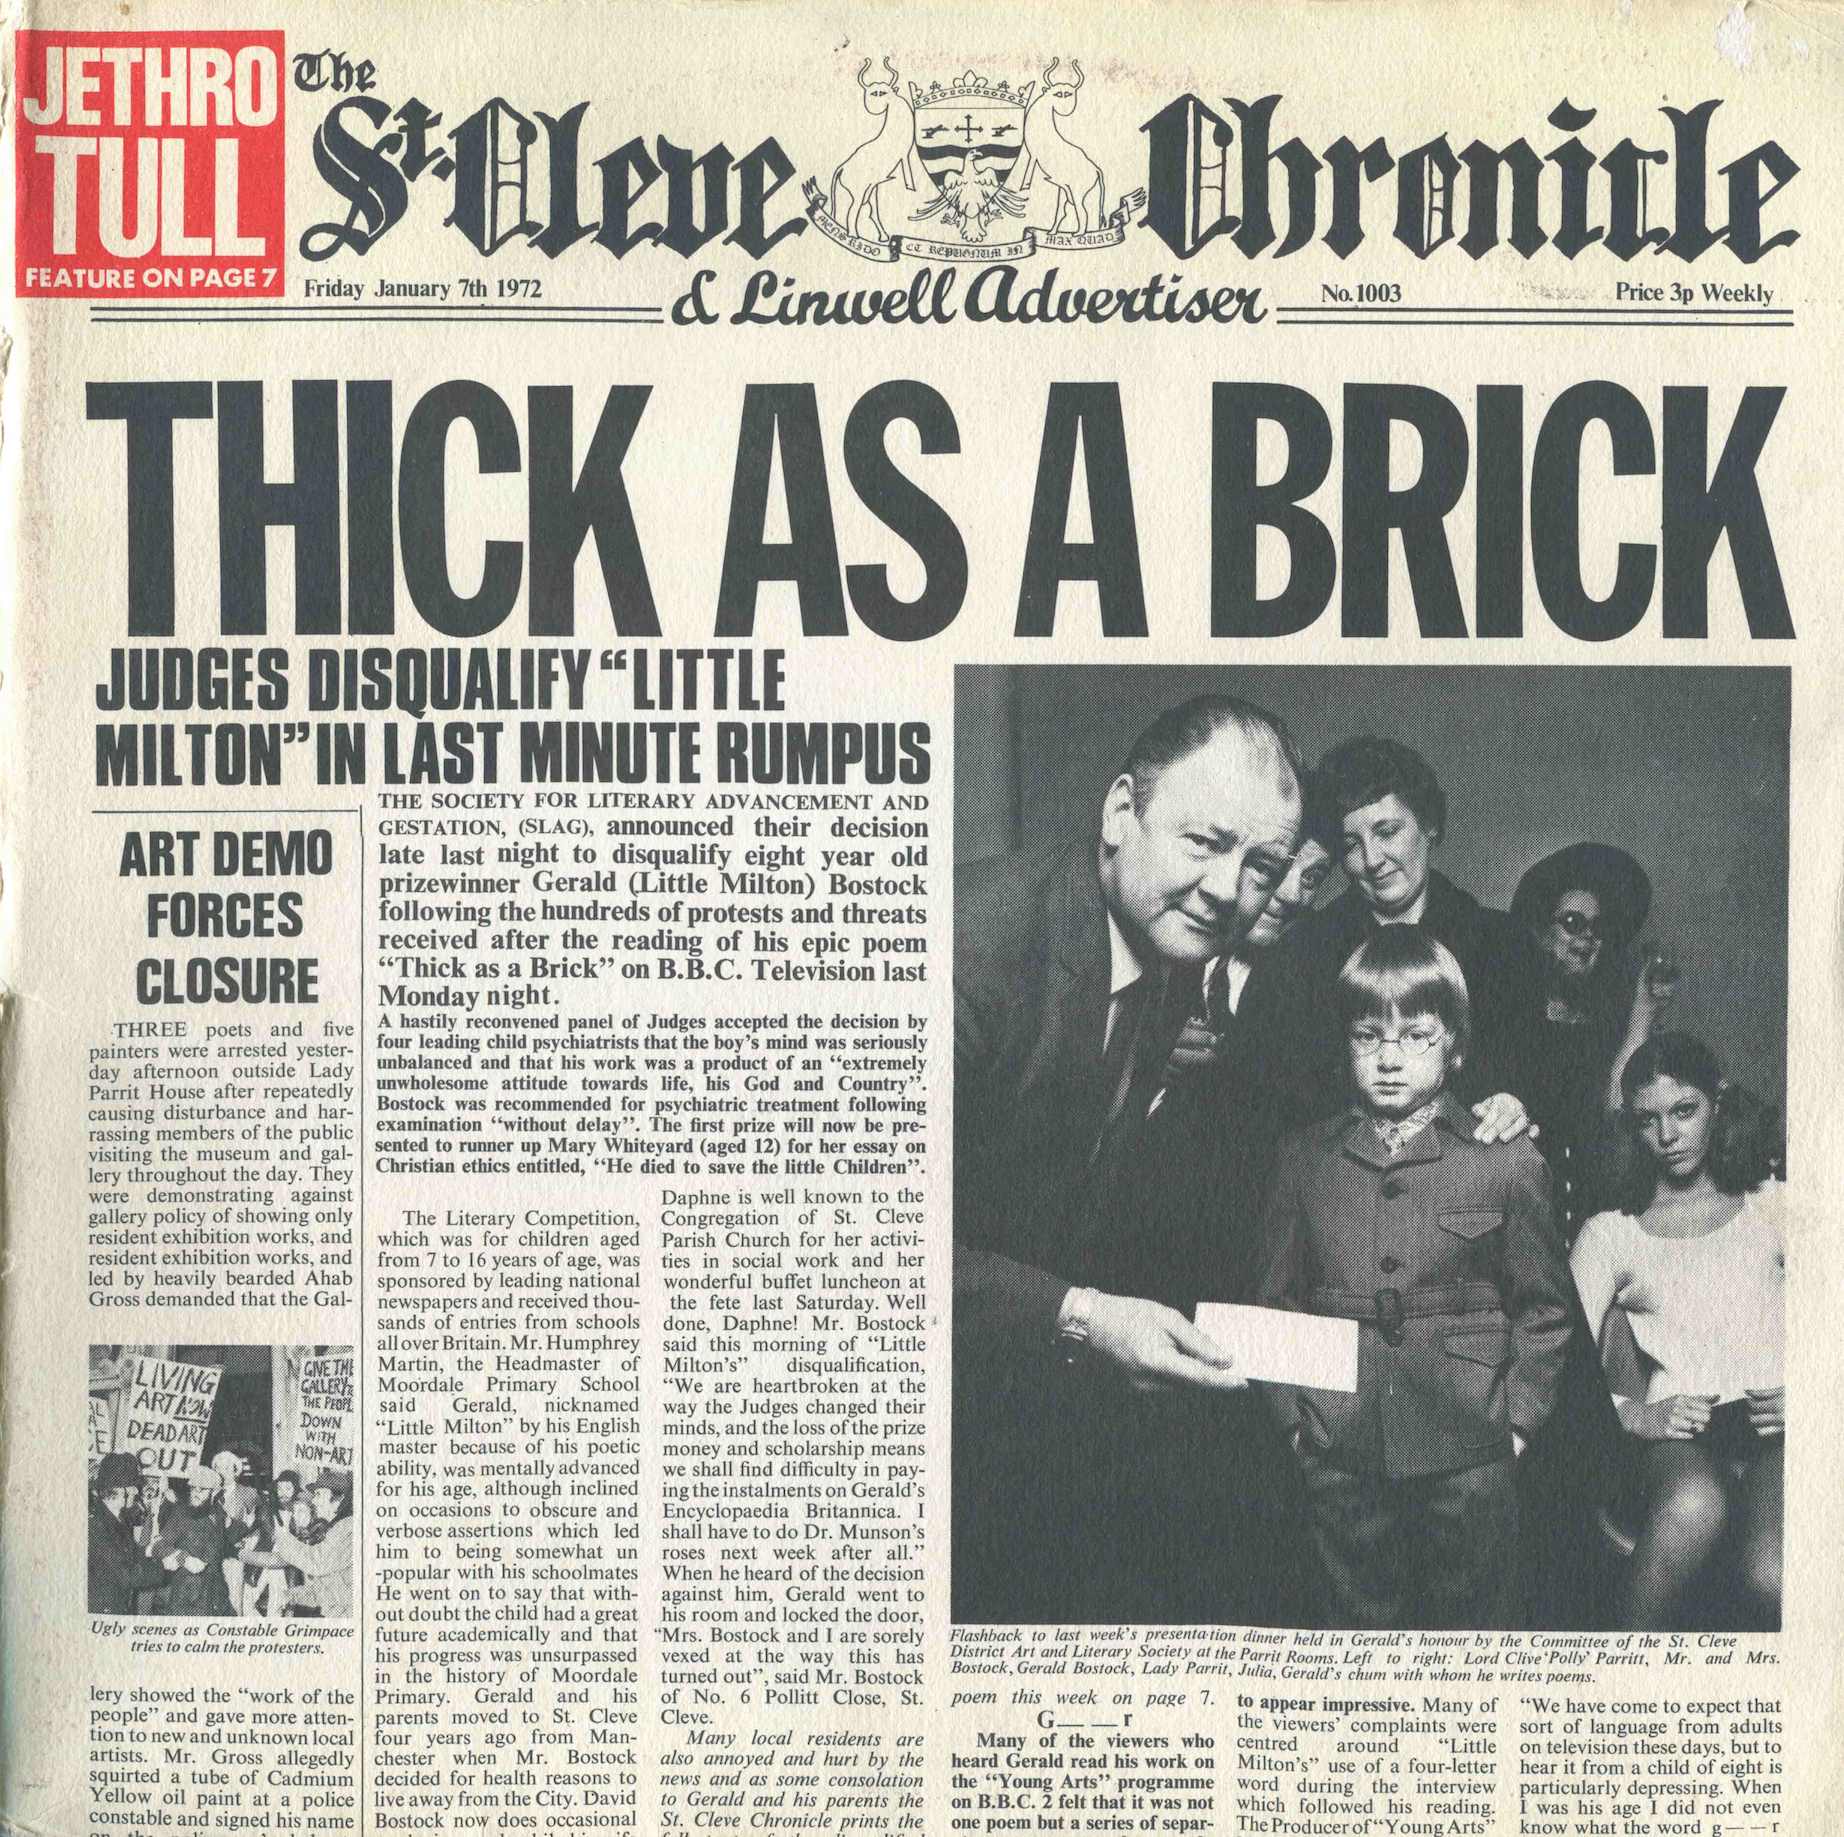 JETHRO
TULL
FEATURE ON PAGE 7
The
St. Cleve Chronicle
& Linwell Advertiser
Friday January 7th 1972
No.1003
Price 3p Weekly
THICK AS A BRICK
JUDGES DISQUALIFY “LITTLE
MILTON” IN LAST MINUTE RUMPUS
ART DEMO
FORCES
CLOSURE
THREE poets and five
painters were arrested yester-
day afternoon outside Lady
Parrit House after repeatedly
causing disturbance and har-
rassing members of the public
visiting the museum and gal-
lery throughout the day. They
were demonstrating against
gallery policy of showing only
resident exhibition works, and
resident exhibition works, and
led by heavily bearded Ahab
Gross demanded that the Gal-
LIVING
ART NOW
DEAD ART
OUT
GIVE THE
GALLERY
THE PEOPL
DOWN
WITH
NON-ART
Ugly scenes as Constable Grimpace
tries to calm the protesters.
lery showed the “work of the
people” and gave more atten-
tion to new and unknown local
artists. Mr. Gross allegedly
squirted a tube of Cadmium
Yellow oil paint at a police
constable and signed his name
THE SOCIETY FOR LITERARY ADVANCEMENT AND
GESTATION, (SLAG), announced their decision
late last night to disqualify eight year old
prizewinner Gerald (Little Milton) Bostock
following the hundreds of protests and threats
received after the reading of his epic poem
“Thick as a Brick” on B.B.C. Television last
Monday night.
A hastily reconvened panel of Judges accepted the decision by
four leading child psychiatrists that the boy’s mind was seriously
unbalanced and that his work was a product of an “extremely
unwholesome attitude towards life, his God and Country”.
Bostock was recommended for psychiatric treatment following
examination “without delay”. The first prize will now be pre-
sented to runner up Mary Whiteyard (aged 12) for her essay on
Christian ethics entitled, “He died to save the little Children”.
The Literary Competition,
which was for children aged
from 7 to 16 years of age, was
sponsored by leading national
newspapers and received thou-
sands of entries from schools
all over Britain. Mr. Humphrey
Martin, the Headmaster of
Moordale Primary School
said Gerald, nicknamed
“Little Milton” by his English
master because of his poetic
ability, was mentally advanced
for his age, although inclined
on occasions to obscure and
verbose assertions which led
him to being somewhat un
-popular with his schoolmates
He went on to say that with-
out doubt the child had a great
future academically and that
his progress was unsurpassed
in the history of Moordale
Primary. Gerald and his
parents moved to St. Cleve
four years ago from Man-
chester when Mr. Bostock
decided for health reasons to
live away from the City. David
Bostock now does occasional
Daphne is well known to the
Congregation of St. Cleve
Parish Church for her activi-
ties in social work and her
wonderful buffet luncheon at
the fete last Saturday. Well
done, Daphne! Mr. Bostock
said this morning of “Little
Milton’s” disqualification,
“We are heartbroken at the
way the Judges changed their
minds, and the loss of the prize
money and scholarship means
we shall find difficulty in pay-
ing the instalments on Gerald’s
Encyclopaedia Britannica. I
shall have to do Dr. Munson’s
roses next week after all.”
When he heard of the decision
against him, Gerald went to
his room and locked the door,
“Mrs. Bostock and I are sorely
vexed at the way this has
turned out”, said Mr. Bostock
of No. 6 Pollitt Close, St.
Cleve.
Many local residents are
also annoyed and hurt by the
news and as some consolation
to Gerald and his parents the
St. Cleve Chronicle prints the
Flashback to last week’s presentation dinner held in Gerald’s honour by the Committee of the St. Cleve
District Art and Literary Society at the Parrit Rooms. Left to right: Lord Clive ‘Polly’ Parritt, Mr. and Mrs.
Bostock, Gerald Bostock, Lady Parrit, Julia, Gerald’s chum with whom he writes poems.
poem this week on page 7.
G— —r
Many of the viewers who
heard Gerald read his work on
the “Young Arts” programme
on B.B.C. 2 felt that it was not
one poem but a series of separ-
to appear impressive. Many of
the viewers’ complaints were
centred around “Little
Milton’s” use of a four-letter
word during the interview
which followed his reading.
The Producer of “Young Arts”
“We have come to expect that
sort of language from adults
on television these days, but to
hear it from a child of eight is
particularly depressing. When
I was his age I did not even
know what the word g— —r